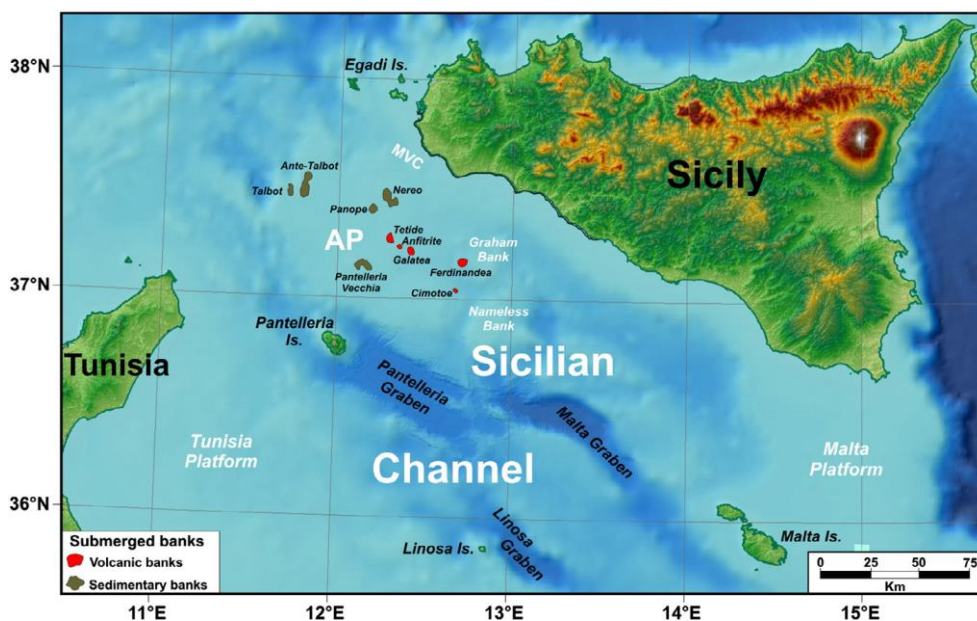 38°N
Egadi Is.
MVC
Ante-Talbot
Talbot
Nereo
Panope
Sicily
AP
Tetide
Anfitrite
Galatea
Graham
Bank
Ferdinandea
Pantelleria
Vecchia
37°N
Cimotoe
Nameless
Bank
Pantelleria
Is.
Tunisia
Sicilian
Pantelleria
Graben
Malta Graben
Tunisia
Platform
Channel
Malta
Platform
36°N
Linosa
Graben
Linosa Is.
Malta Is.
Submerged banks
Volcanic banks
Sedimentary banks
0 25 50 75
Km
11°E 12°E 13°E 14°E 15°E